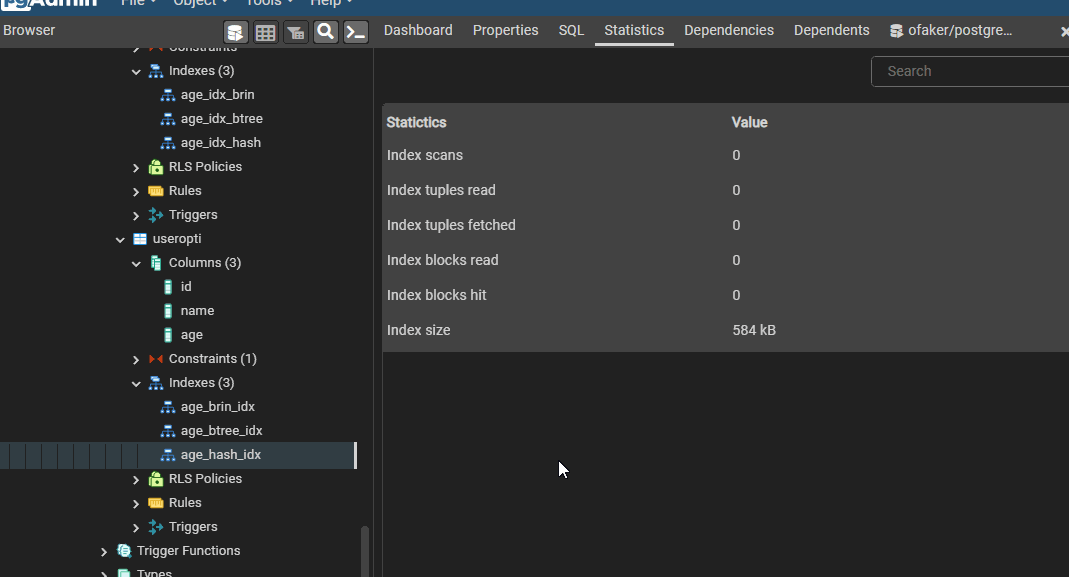 pgAdmin File Object Tools Help
Browser
Dashboard Properties SQL Statistics Dependencies Dependents ofaker/postgre...
Constraints
Indexes (3)
age_idx_brin
age_idx_btree
age_idx_hash
RLS Policies
Rules
Triggers
useropti
Columns (3)
id
name
age
Constraints (1)
Indexes (3)
age_brin_idx
age_btree_idx
age_hash_idx
RLS Policies
Rules
Triggers
Trigger Functions
Types
Search
Statictics Value
Index scans 0
Index tuples read 0
Index tuples fetched 0
Index blocks read 0
Index blocks hit 0
Index size 584 kB